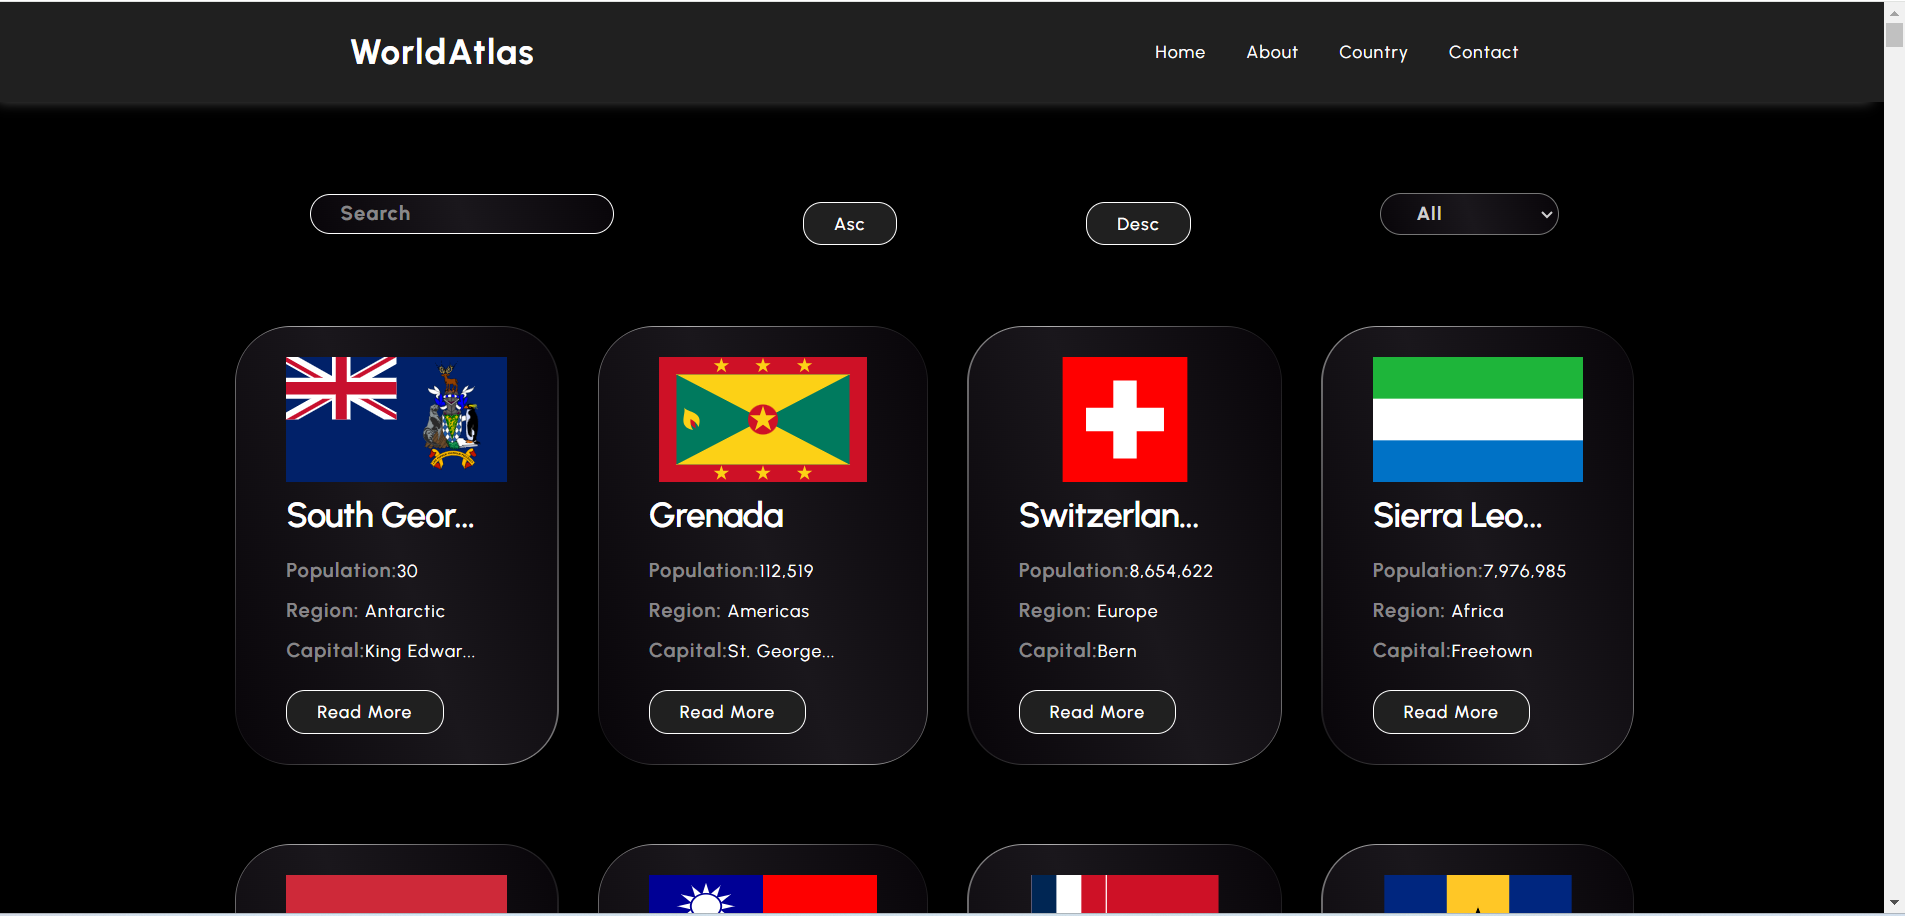 WorldAtlas
Home About Country Contact
Search Asc Desc All
South Geor...
Population:30
Region: Antarctic
Capital:King Edwar...
Read More
Grenada
Population:112,519
Region: Americas
Capital:St. George...
Read More
Switzerlan...
Population:8,654,622
Region: Europe
Capital:Bern
Read More
Sierra Leo...
Population:7,976,985
Region: Africa
Capital:Freetown
Read More